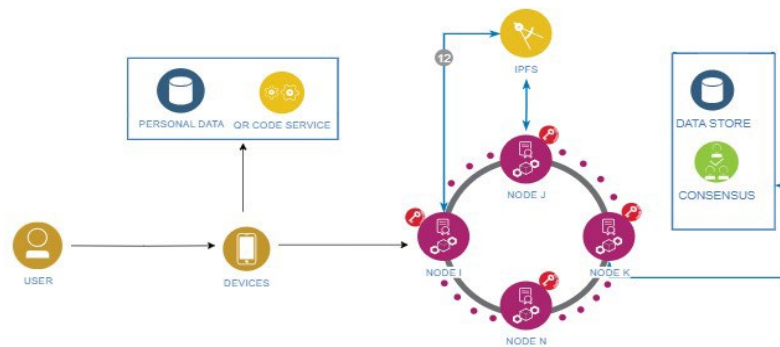 12
IPFS
PERSONAL DATA
QR CODE SERVICE
DATA STORE
CONSENSUS
NODE J
USER
DEVICES
NODE I
NODE K
NODE N